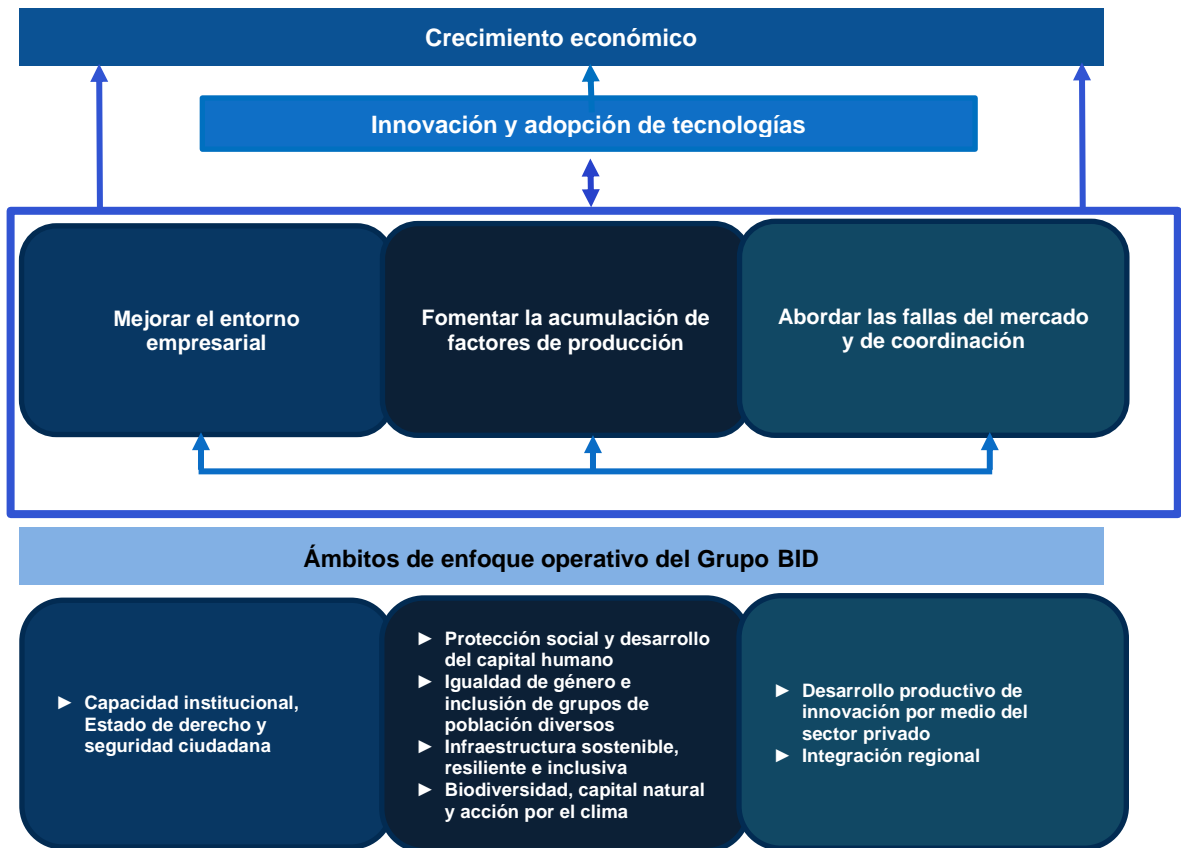 Crecimiento económico
Innovación y adopción de tecnologías
Mejorar el entorno
empresarial
Fomentar la acumulación de
factores de producción
Abordar las fallas del mercado
y de coordinación
Ámbitos de enfoque operativo del Grupo BID
► Capacidad institucional,
Estado de derecho y
seguridad ciudadana
► Protección social y desarrollo
del capital humano
► Igualdad de género e
inclusión de grupos de
población diversos
► Infraestructura sostenible,
resiliente e inclusiva
► Biodiversidad, capital natural
y acción por el clima
► Desarrollo productivo de
innovación por medio del
sector privado
► Integración regional